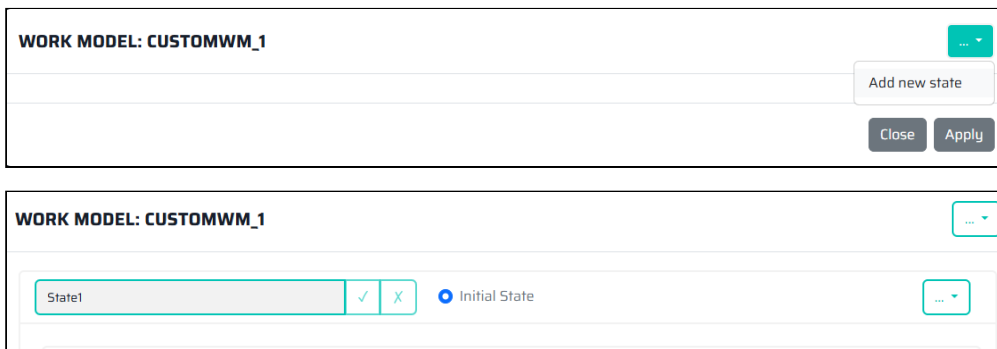 WORK MODEL: CUSTOMWM_1 ...
Add new state
Close Apply
WORK MODEL: CUSTOMWM_1 ...
State1 ✓ X Initial State ...